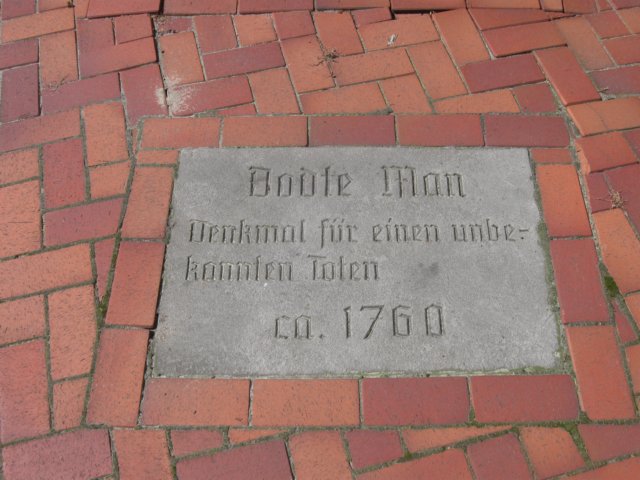 Dodte Man
Denkmal für einen unbe-
kannten Toten
ca. 1760